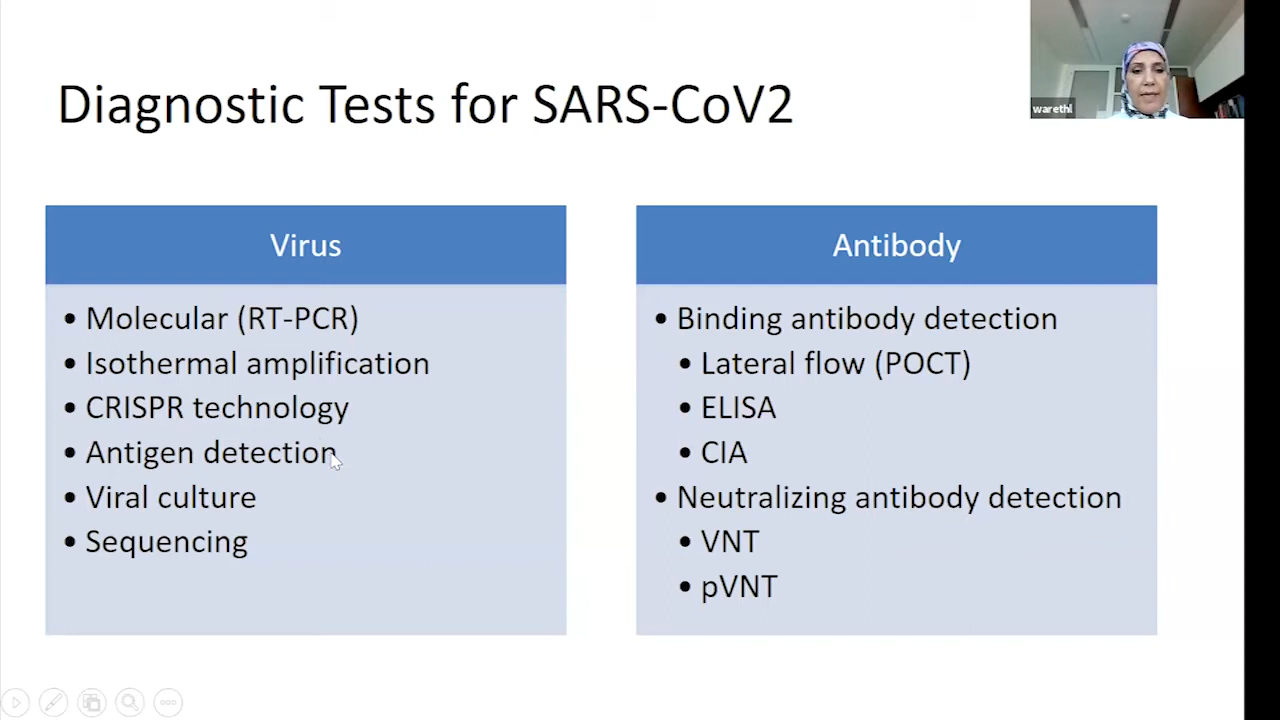 Diagnostic Tests for SARS-CoV2
warethl
Virus
• Molecular (RT-PCR)
• Isothermal amplification
• CRISPR technology
• Antigen detection
• Viral culture
• Sequencing
Antibody
• Binding antibody detection
• Lateral flow (POCT)
• ELISA
• CIA
• Neutralizing antibody detection
• VNT
• pVNT